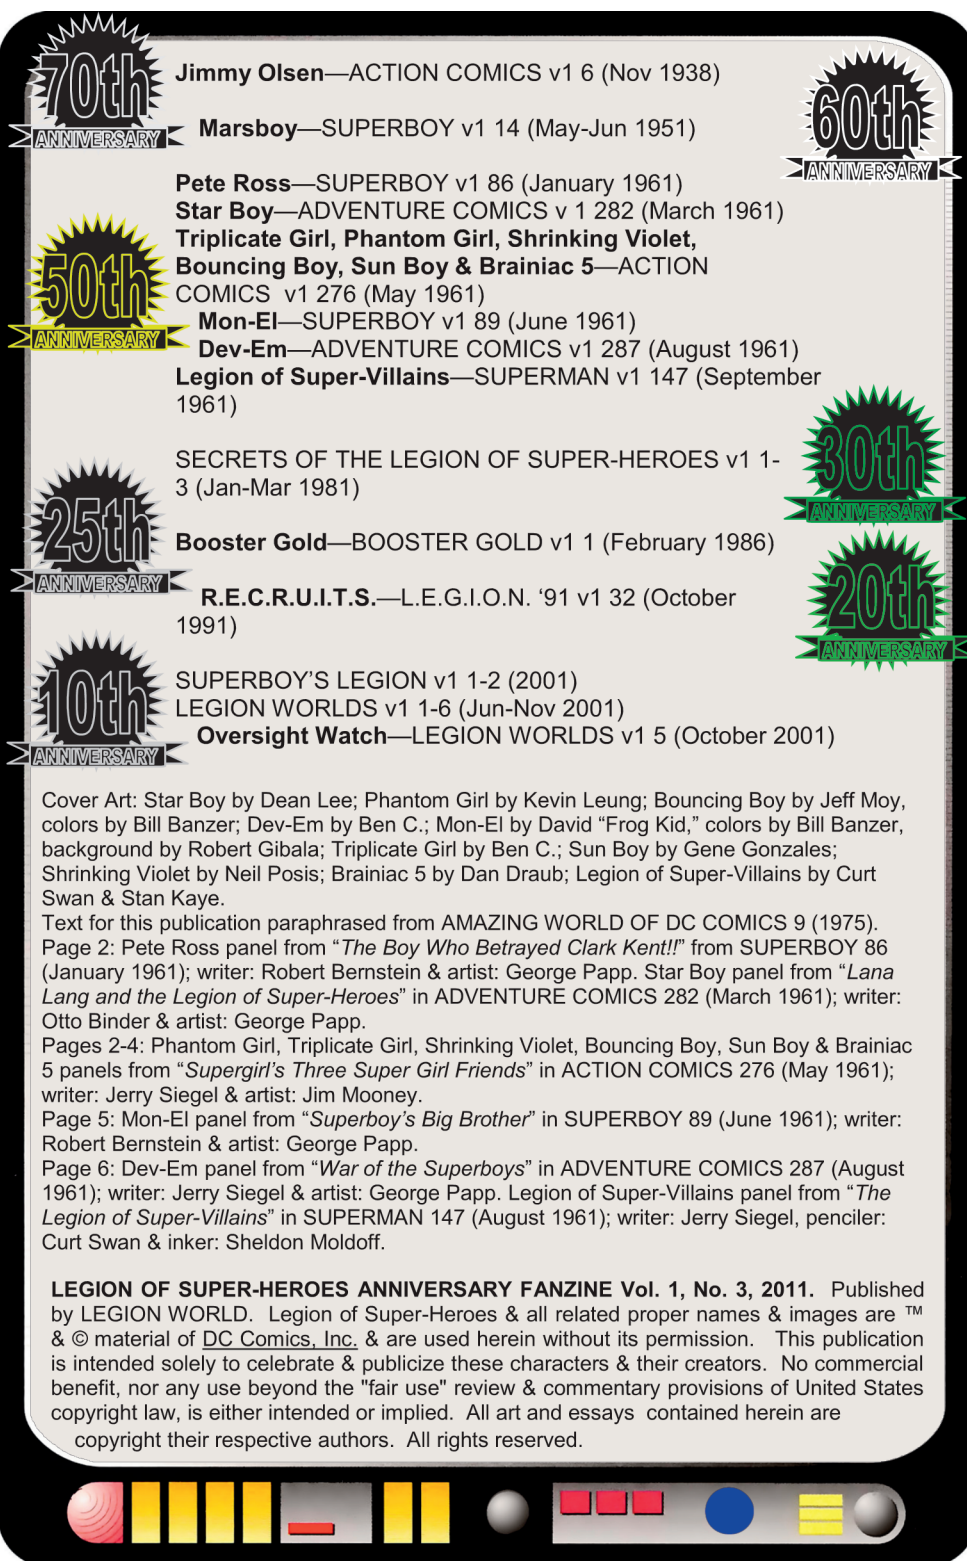 70th
ANNIVERSARY
Jimmy Olsen—ACTION COMICS v1 6 (Nov 1938)
60th
ANNIVERSARY
Marsboy—SUPERBOY v1 14 (May-Jun 1951)
50th
ANNIVERSARY
Pete Ross—SUPERBOY v1 86 (January 1961)
Star Boy—ADVENTURE COMICS v 1 282 (March 1961)
Triplicate Girl, Phantom Girl, Shrinking Violet,
Bouncing Boy, Sun Boy & Brainiac 5—ACTION
COMICS v1 276 (May 1961)
Mon-El—SUPERBOY v1 89 (June 1961)
Dev-Em—ADVENTURE COMICS v1 287 (August 1961)
Legion of Super-Villains—SUPERMAN v1 147 (September
1961)
30th
ANNIVERSARY
SECRETS OF THE LEGION OF SUPER-HEROES v1 1-
3 (Jan-Mar 1981)
25th
ANNIVERSARY
Booster Gold—BOOSTER GOLD v1 1 (February 1986)
20th
ANNIVERSARY
R.E.C.R.U.I.T.S.—L.E.G.I.O.N. ‘91 v1 32 (October
1991)
10th
ANNIVERSARY
SUPERBOY’S LEGION v1 1-2 (2001)
LEGION WORLDS v1 1-6 (Jun-Nov 2001)
Oversight Watch—LEGION WORLDS v1 5 (October 2001)
Cover Art: Star Boy by Dean Lee; Phantom Girl by Kevin Leung; Bouncing Boy by Jeff Moy,
colors by Bill Banzer; Dev-Em by Ben C.; Mon-El by David “Frog Kid,” colors by Bill Banzer,
background by Robert Gibala; Triplicate Girl by Ben C.; Sun Boy by Gene Gonzales;
Shrinking Violet by Neil Posis; Brainiac 5 by Dan Draub; Legion of Super-Villains by Curt
Swan & Stan Kaye.
Text for this publication paraphrased from AMAZING WORLD OF DC COMICS 9 (1975).
Page 2: Pete Ross panel from “The Boy Who Betrayed Clark Kent!!” from SUPERBOY 86
(January 1961); writer: Robert Bernstein & artist: George Papp. Star Boy panel from “Lana
Lang and the Legion of Super-Heroes” in ADVENTURE COMICS 282 (March 1961); writer:
Otto Binder & artist: George Papp.
Pages 2-4: Phantom Girl, Triplicate Girl, Shrinking Violet, Bouncing Boy, Sun Boy & Brainiac
5 panels from “Supergirl’s Three Super Girl Friends” in ACTION COMICS 276 (May 1961);
writer: Jerry Siegel & artist: Jim Mooney.
Page 5: Mon-El panel from “Superboy’s Big Brother” in SUPERBOY 89 (June 1961); writer:
Robert Bernstein & artist: George Papp.
Page 6: Dev-Em panel from “War of the Superboys” in ADVENTURE COMICS 287 (August
1961); writer: Jerry Siegel & artist: George Papp. Legion of Super-Villains panel from “The
Legion of Super-Villains” in SUPERMAN 147 (August 1961); writer: Jerry Siegel, penciler:
Curt Swan & inker: Sheldon Moldoff.
LEGION OF SUPER-HEROES ANNIVERSARY FANZINE Vol. 1, No. 3, 2011. Published
by LEGION WORLD. Legion of Super-Heroes & all related proper names & images are ™
& © material of DC Comics, Inc. & are used herein without its permission. This publication
is intended solely to celebrate & publicize these characters & their creators. No commercial
benefit, nor any use beyond the "fair use" review & commentary provisions of United States
copyright law, is either intended or implied. All art and essays contained herein are
copyright their respective authors. All rights reserved.